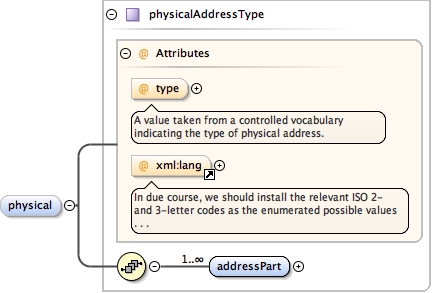 physicalAddressType
@ Attributes
@ type
A value taken from a controlled vocabulary
indicating the type of physical address.
@ xml:lang
In due course, we should install the relevant ISO 2-
and 3-letter codes as the enumerated possible values
. . .
physical
1..∞
addressPart